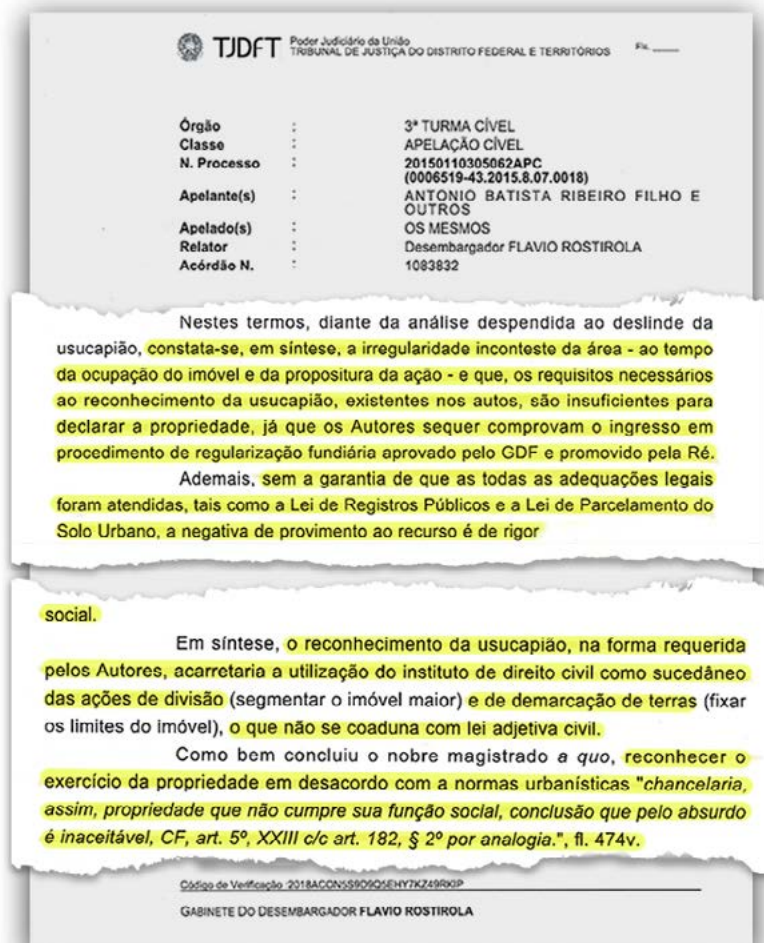 TJDFT Poder Judiciário da União
TRIBUNAL DE JUSTIÇA DO DISTRITO FEDERAL E TERRITÓRIOS Fls. ____
Órgão : 3ª TURMA CÍVEL
Classe : APELAÇÃO CÍVEL
N. Processo : 20150110305062APC
(0006519-43.2015.8.07.0018)
Apelante(s) : ANTONIO BATISTA RIBEIRO FILHO E
OUTROS
Apelado(s) : OS MESMOS
Relator : Desembargador FLAVIO ROSTIROLA
Acórdão N. : 1083832
Nestes termos, diante da análise despendida ao deslinde da
usucapião, constata-se, em síntese, a irregularidade inconteste da área - ao tempo
da ocupação do imóvel e da propositura da ação - e que, os requisitos necessários
ao reconhecimento da usucapião, existentes nos autos, são insuficientes para
declarar a propriedade, já que os Autores sequer comprovam o ingresso em
procedimento de regularização fundiária aprovado pelo GDF e promovido pela Ré.
Ademais, sem a garantia de que as todas as adequações legais
foram atendidas, tais como a Lei de Registros Públicos e a Lei de Parcelamento do
Solo Urbano, a negativa de provimento ao recurso é de rigor
social.
Em síntese, o reconhecimento da usucapião, na forma requerida
pelos Autores, acarretaria a utilização do instituto de direito civil como sucedâneo
das ações de divisão (segmentar o imóvel maior) e de demarcação de terras (fixar
os limites do imóvel), o que não se coaduna com lei adjetiva civil.
Como bem concluiu o nobre magistrado a quo, reconhecer o
exercício da propriedade em desacordo com a normas urbanísticas "chancelaria,
assim, propriedade que não cumpre sua função social, conclusão que pelo absurdo
é inaceitável, CF, art. 5º, XXIII c/c art. 182, § 2º por analogia.", fl. 474v.
Código de Verificação :
GABINETE DO DESEMBARGADOR FLAVIO ROSTIROLA